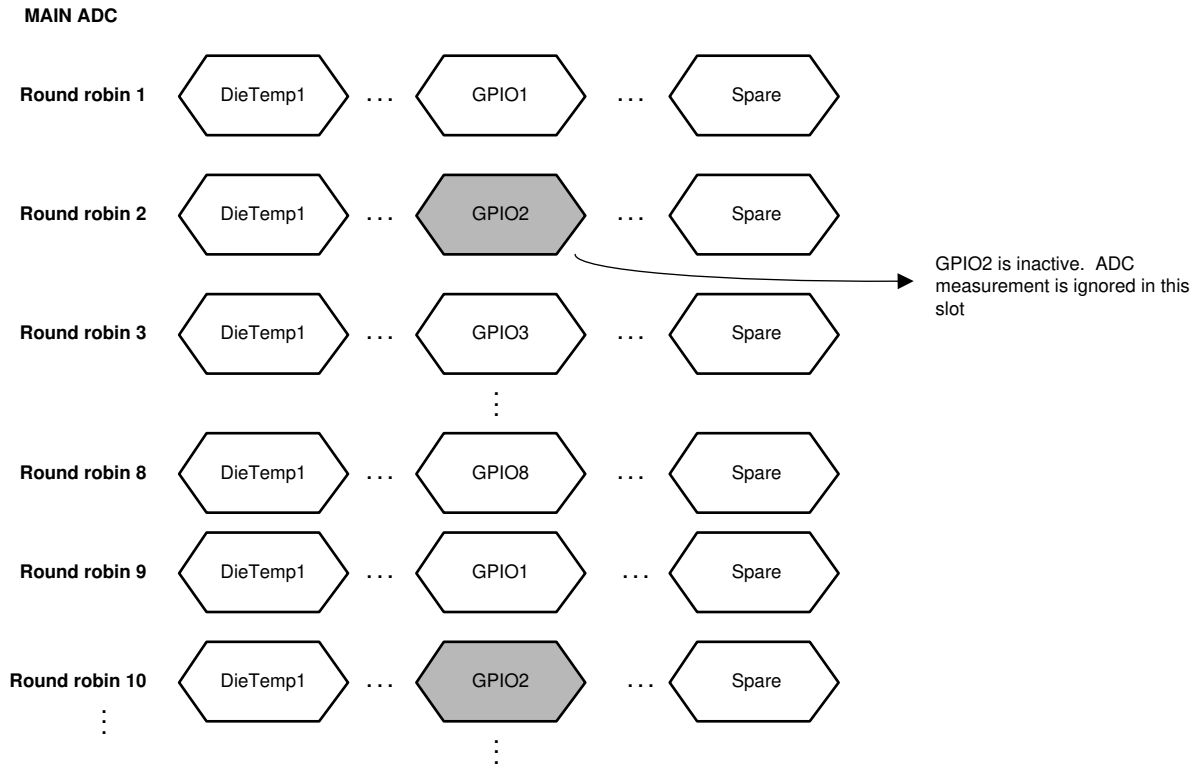 MAIN ADC
Round robin 1 DieTemp1 ... GPIO1 ... Spare
Round robin 2 DieTemp1 ... GPIO2 ... Spare
GPIO2 is inactive. ADC
measurement is ignored in this
slot
Round robin 3 DieTemp1 ... GPIO3 ... Spare
Round robin 8 DieTemp1 ... GPIO8 ... Spare
Round robin 9 DieTemp1 ... GPIO1 ... Spare
Round robin 10 DieTemp1 ... GPIO2 ... Spare